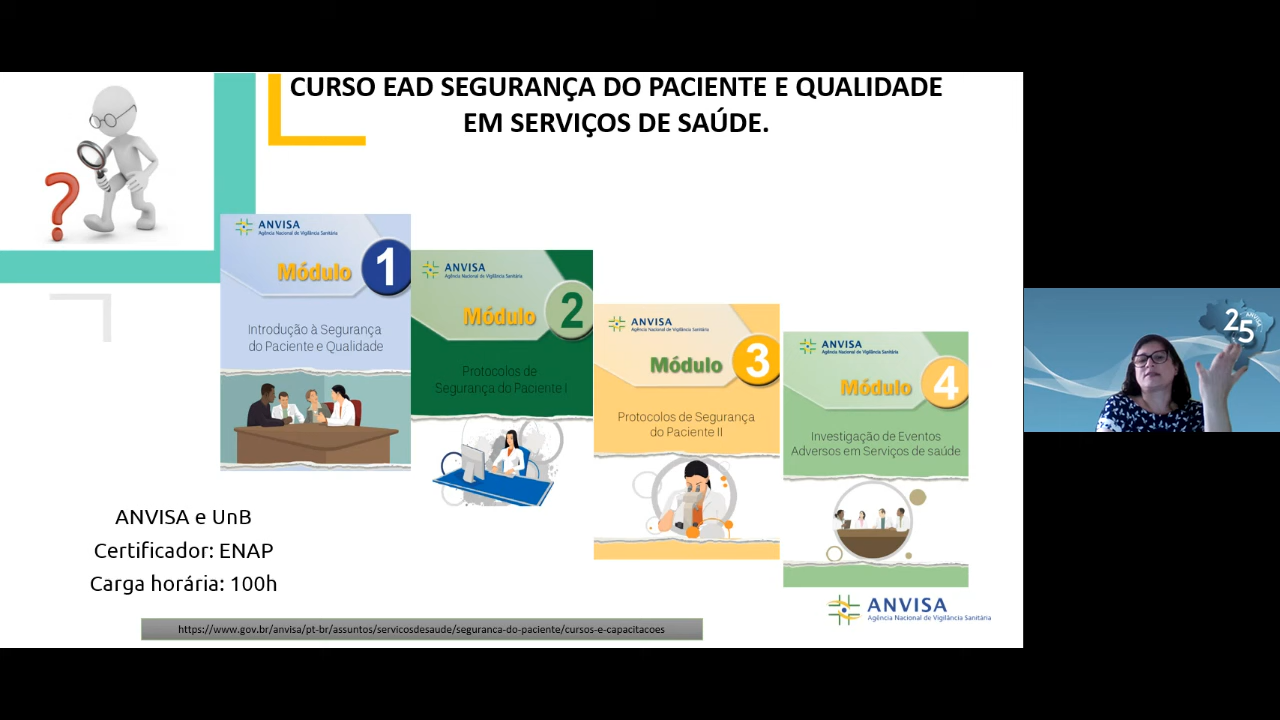 CURSO EAD SEGURANÇA DO PACIENTE E QUALIDADE
EM SERVIÇOS DE SAÚDE.
ANVISA
Agência Nacional de Vigilância Sanitária
Módulo 1
Introdução à Segurança
do Paciente e Qualidade
ANVISA
Agência Nacional de Vigilância Sanitária
Módulo 2
Protocolos de
Segurança do Paciente I
ANVISA
Agência Nacional de Vigilância Sanitária
Módulo 3
Protocolos de Segurança
do Paciente II
ANVISA
Agência Nacional de Vigilância Sanitária
Módulo 4
Investigação de Eventos
Adversos em Serviços de saúde
ANVISA e UnB
Certificador: ENAP
Carga horária: 100h
https://www.gov.br/anvisa/pt-br/assuntos/servicosdesaude/seguranca-do-paciente/cursos-e-capacitacoes
ANVISA
Agência Nacional de Vigilância Sanitária
25